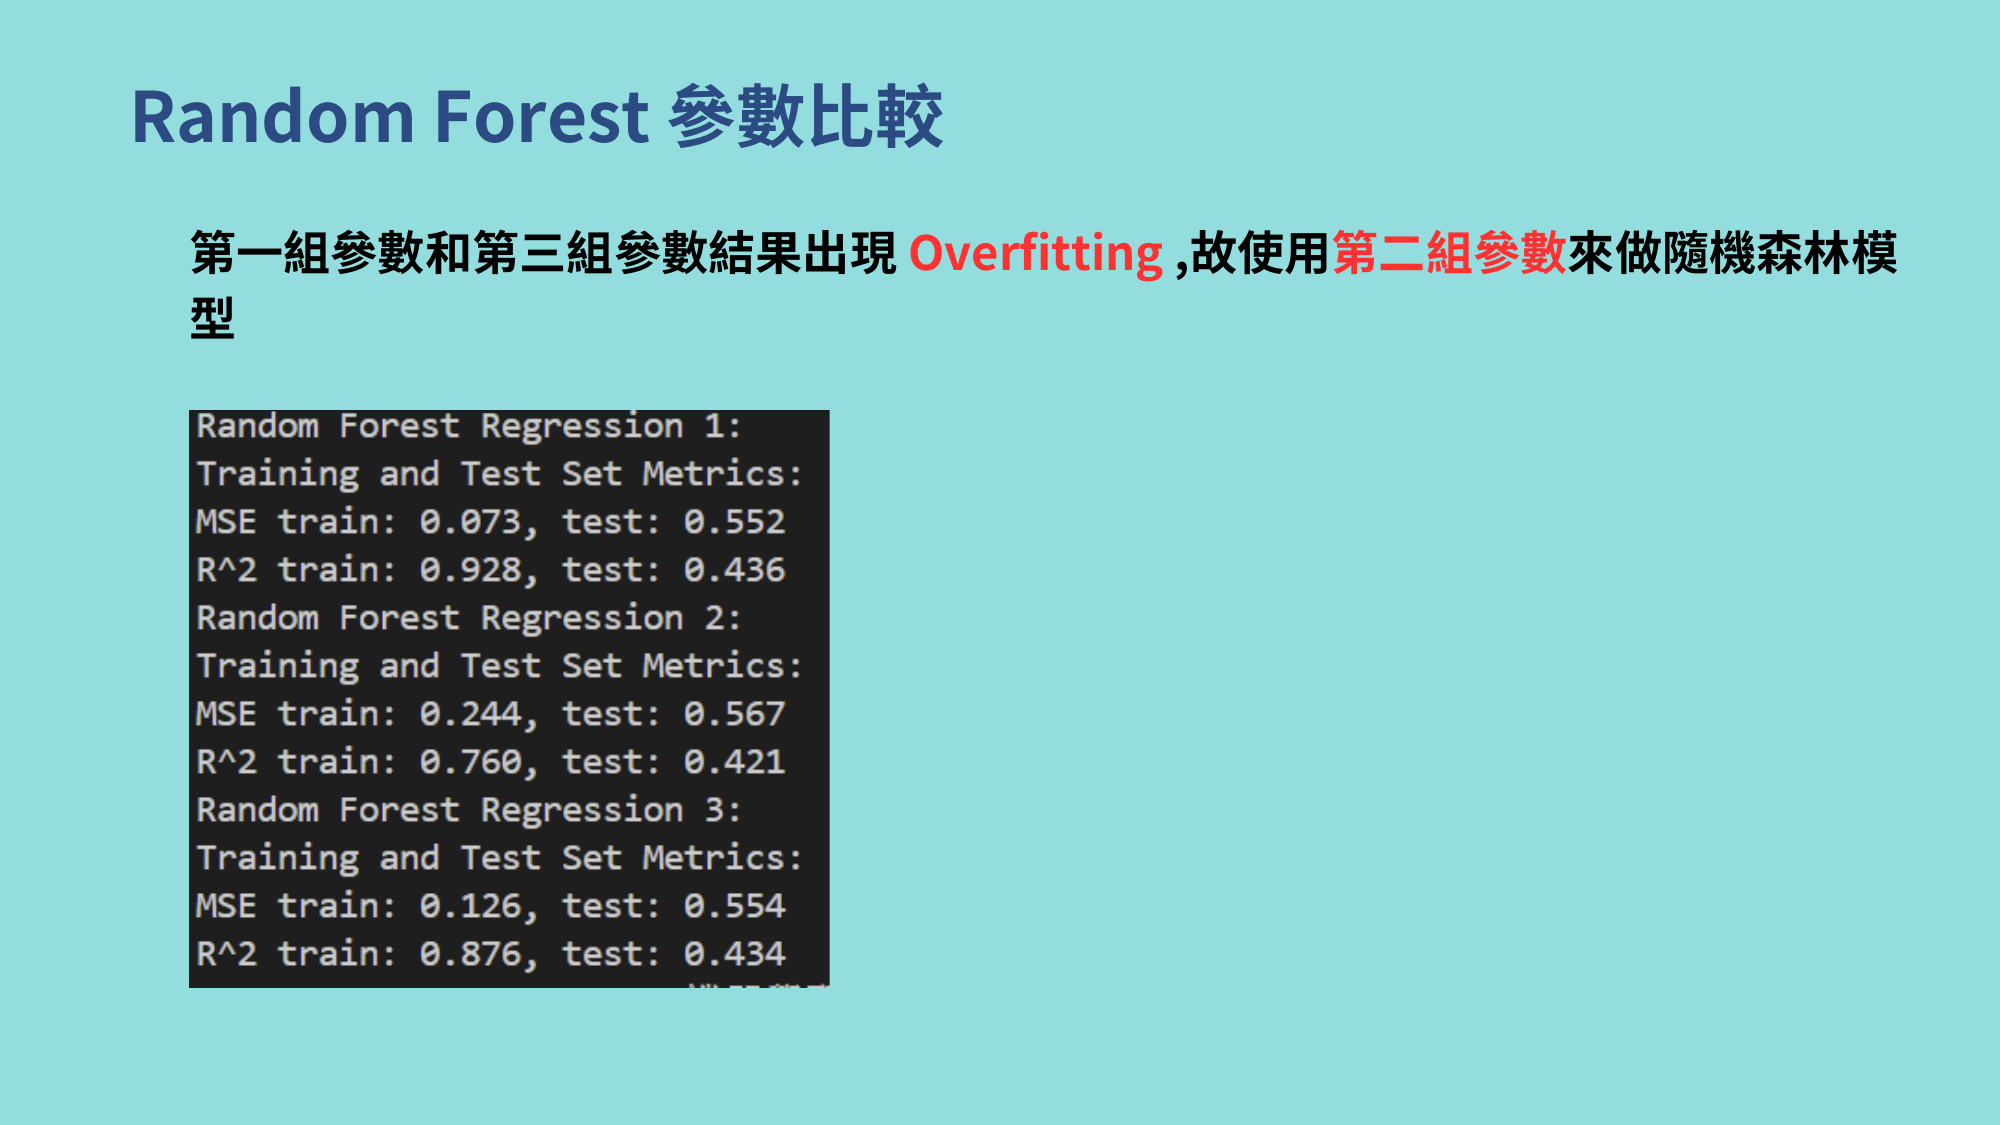 Random Forest 參數比較
第一組參數和第三組參數結果出現 Overfitting ,故使用第二組參數來做隨機森林模
型
Random Forest Regression 1:
Training and Test Set Metrics:
MSE train: 0.073, test: 0.552
R^2 train: 0.928, test: 0.436
Random Forest Regression 2:
Training and Test Set Metrics:
MSE train: 0.244, test: 0.567
R^2 train: 0.760, test: 0.421
Random Forest Regression 3:
Training and Test Set Metrics:
MSE train: 0.126, test: 0.554
R^2 train: 0.876, test: 0.434